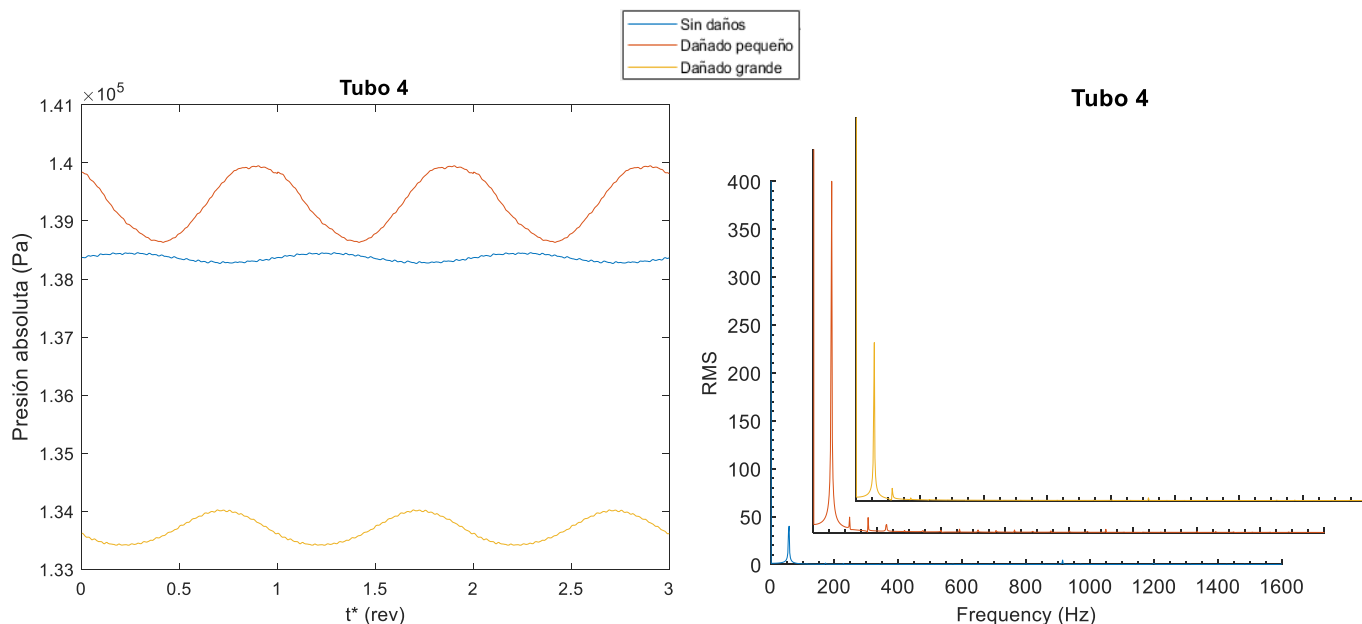 Sin daños
Dañado pequeño
Dañado grande
Tubo 4
×10⁵
1.41
1.4
1.39
1.38
1.37
1.36
1.35
1.34
1.33
Presión absoluta (Pa)
0 0.5 1 1.5 2 2.5 3
t* (rev)
Tubo 4
400
350
300
250
200
150
100
50
0
RMS
0 200 400 600 800 1000 1200 1400 1600
Frequency (Hz)